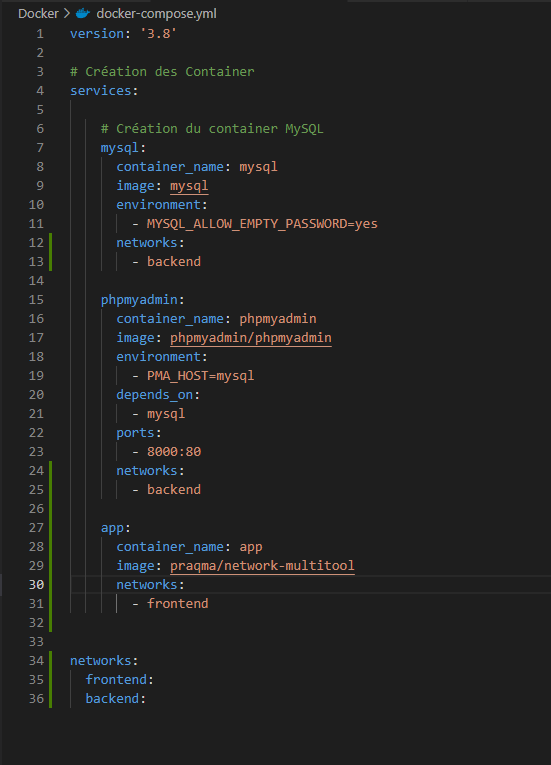 Docker > docker-compose.yml
1 version: '3.8'
2
3 # Création des Container
4 services:
5
6 # Création du container MySQL
7 mysql:
8 container_name: mysql
9 image: mysql
10 environment:
11 - MYSQL_ALLOW_EMPTY_PASSWORD=yes
12 networks:
13 - backend
14
15 phpmyadmin:
16 container_name: phpmyadmin
17 image: phpmyadmin/phpmyadmin
18 environment:
19 - PMA_HOST=mysql
20 depends_on:
21 - mysql
22 ports:
23 - 8000:80
24 networks:
25 - backend
26
27 app:
28 container_name: app
29 image: praqma/network-multitool
30 networks:
31 - frontend
32
33
34 networks:
35 frontend:
36 backend: